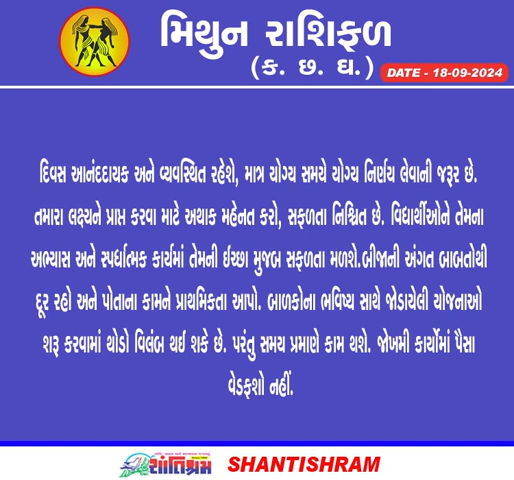 મિથુન રાશિફળ
(ક. છ. ઘ.)
DATE - 18-09-2024
દિવસ આનંદદાયક અને વ્યવસ્થિત રહેશે, માત્ર યોગ્ય સમયે યોગ્ય નિર્ણય લેવાની જરૂર છે.
તમારા લક્ષ્યને પ્રાપ્ત કરવા માટે અથાક મહેનત કરો, સફળતા નિશ્ચિત છે. વિદ્યાર્થીઓને તેમના
અભ્યાસ અને સ્પર્ધાત્મક કાર્યમાં તેમની ઈચ્છા મુજબ સફળતા મળશે.બીજાની અંગત બાબતોથી
દૂર રહો અને પોતાના કામને પ્રાથમિકતા આપો. બાળકોના ભવિષ્ય સાથે જોડાયેલી યોજનાઓ
શરૂ કરવામાં થોડો વિલંબ થઈ શકે છે. પરંતુ સમય પ્રમાણે કામ થશે. જોખમી કાર્યોમાં પૈસા
વેડફશો નહીં.
શાંતિશ્રમ
SHANTISHRAM